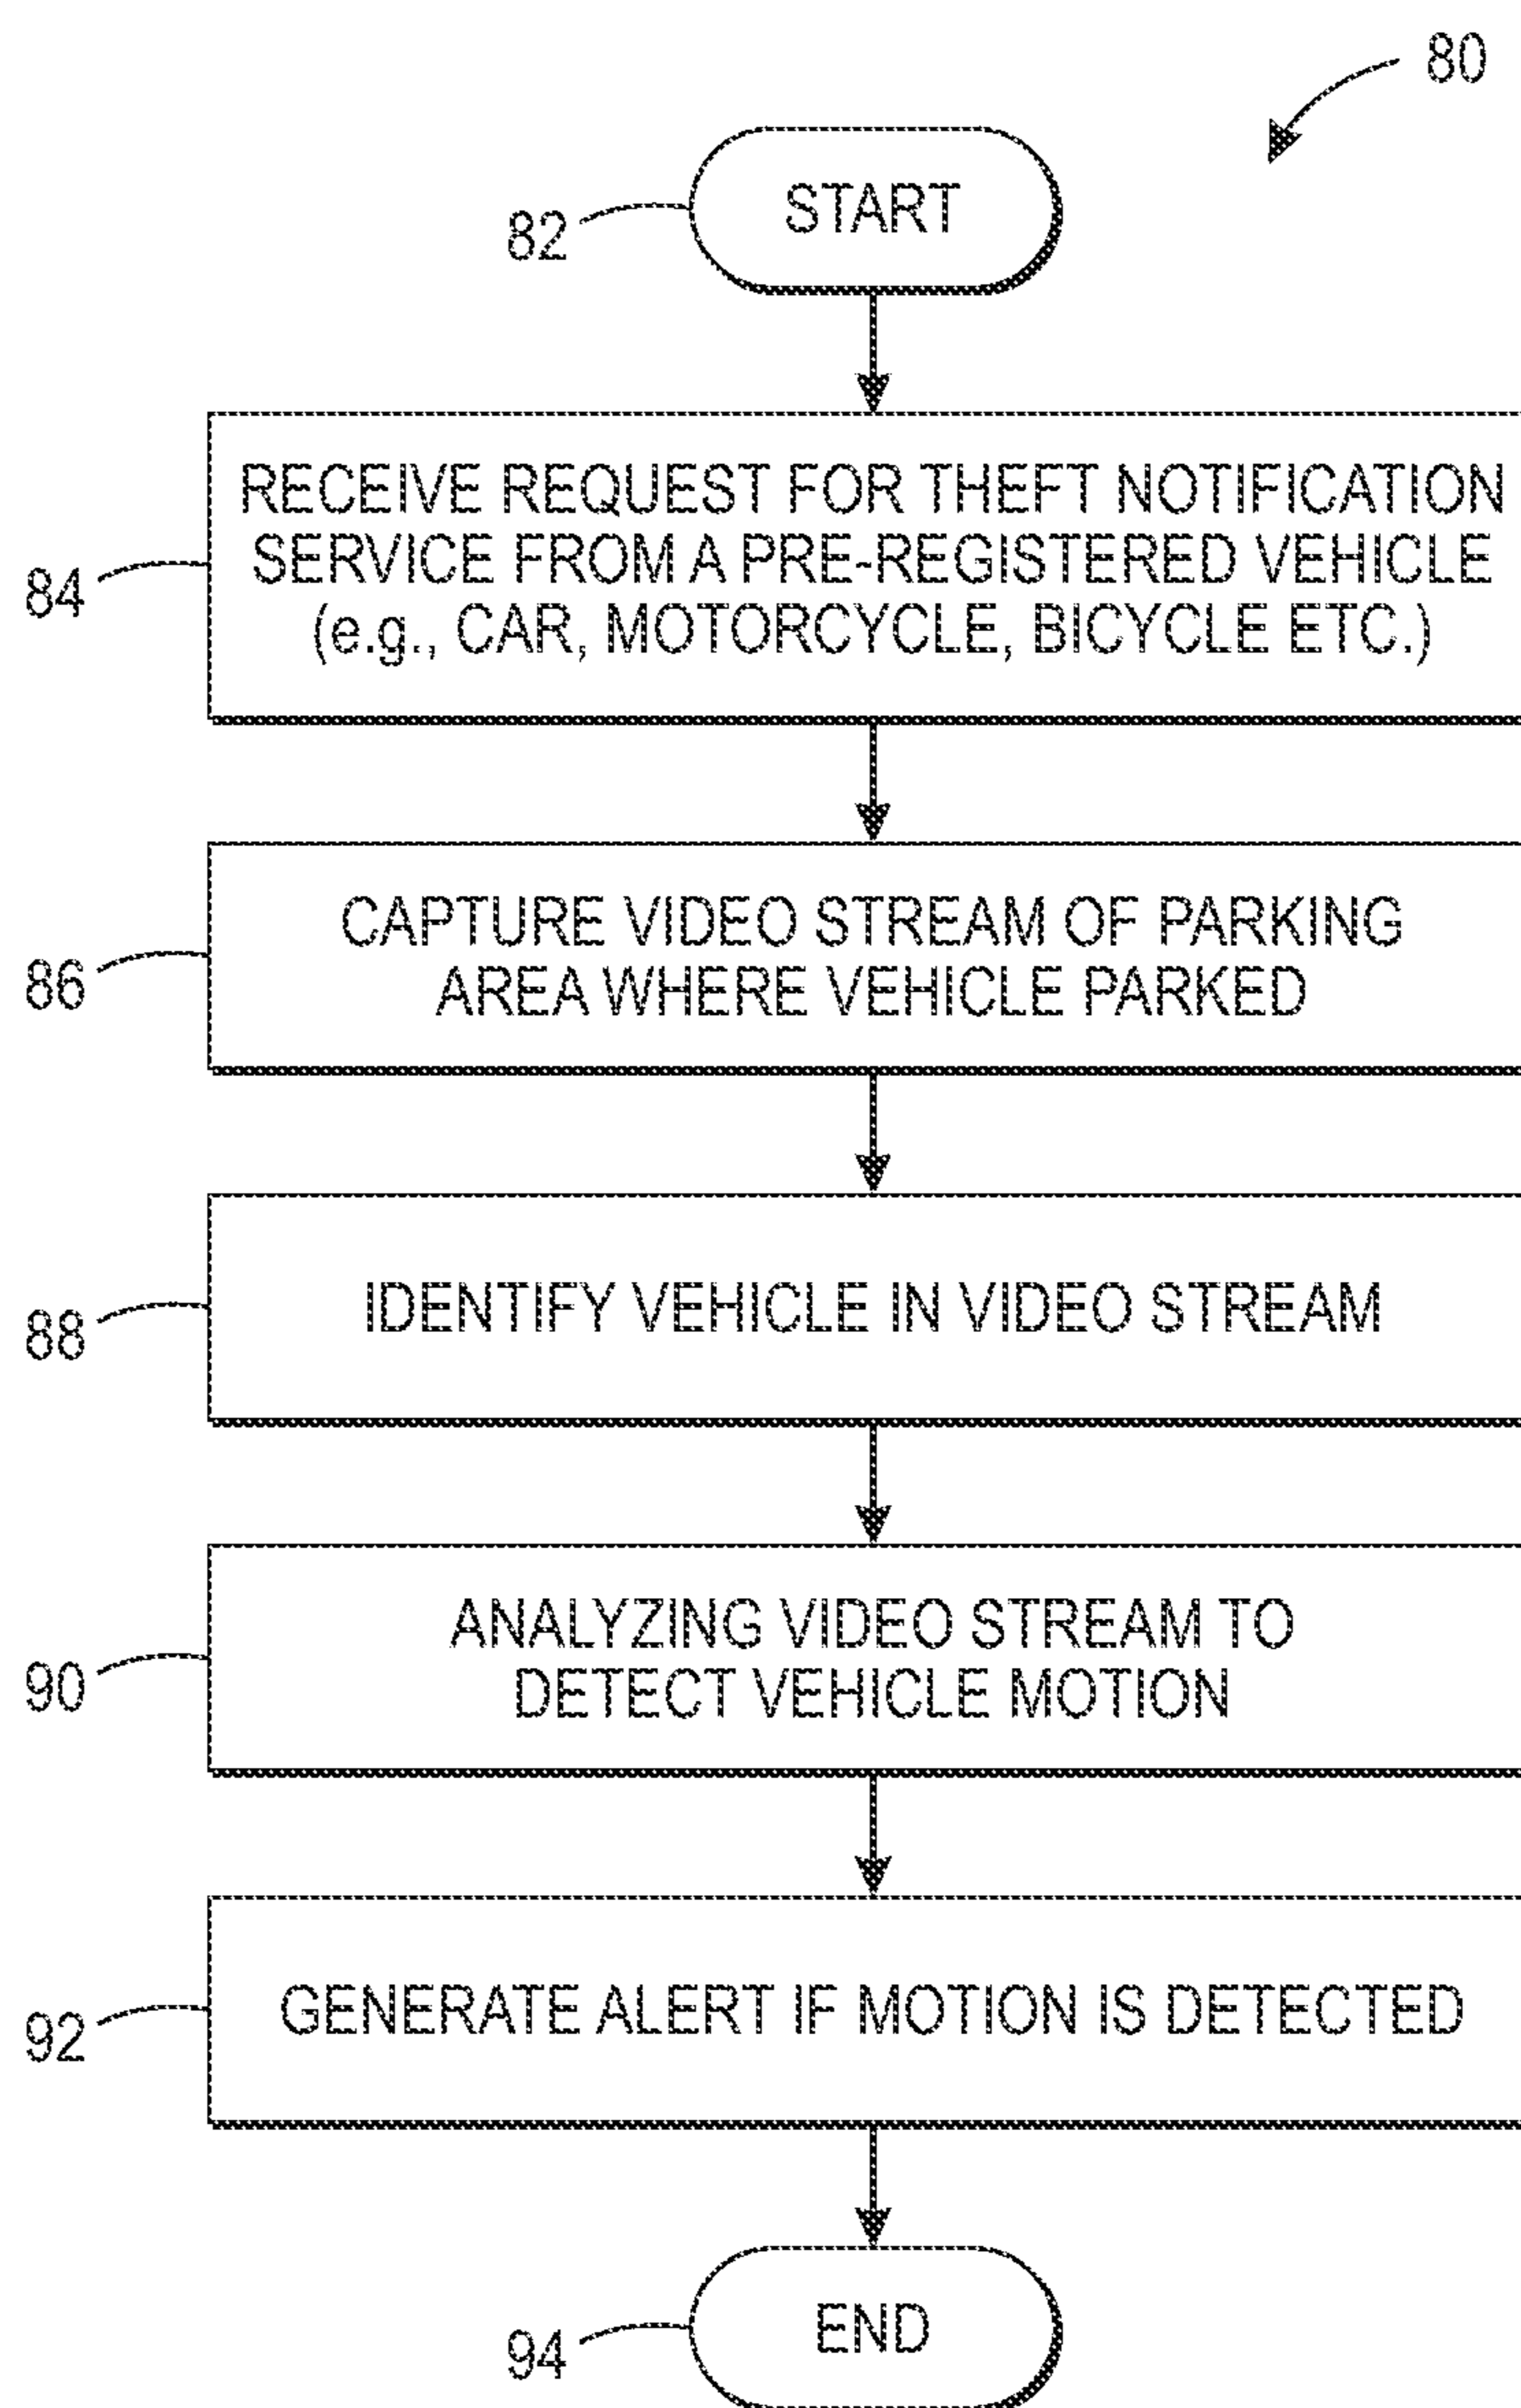 80
82
START
84
RECEIVE REQUEST FOR THEFT NOTIFICATION
SERVICE FROM A PRE-REGISTERED VEHICLE
(e.g., CAR, MOTORCYCLE, BICYCLE ETC.)
86
CAPTURE VIDEO STREAM OF PARKING
AREA WHERE VEHICLE PARKED
88
IDENTIFY VEHICLE IN VIDEO STREAM
90
ANALYZING VIDEO STREAM TO
DETECT VEHICLE MOTION
92
GENERATE ALERT IF MOTION IS DETECTED
94
END